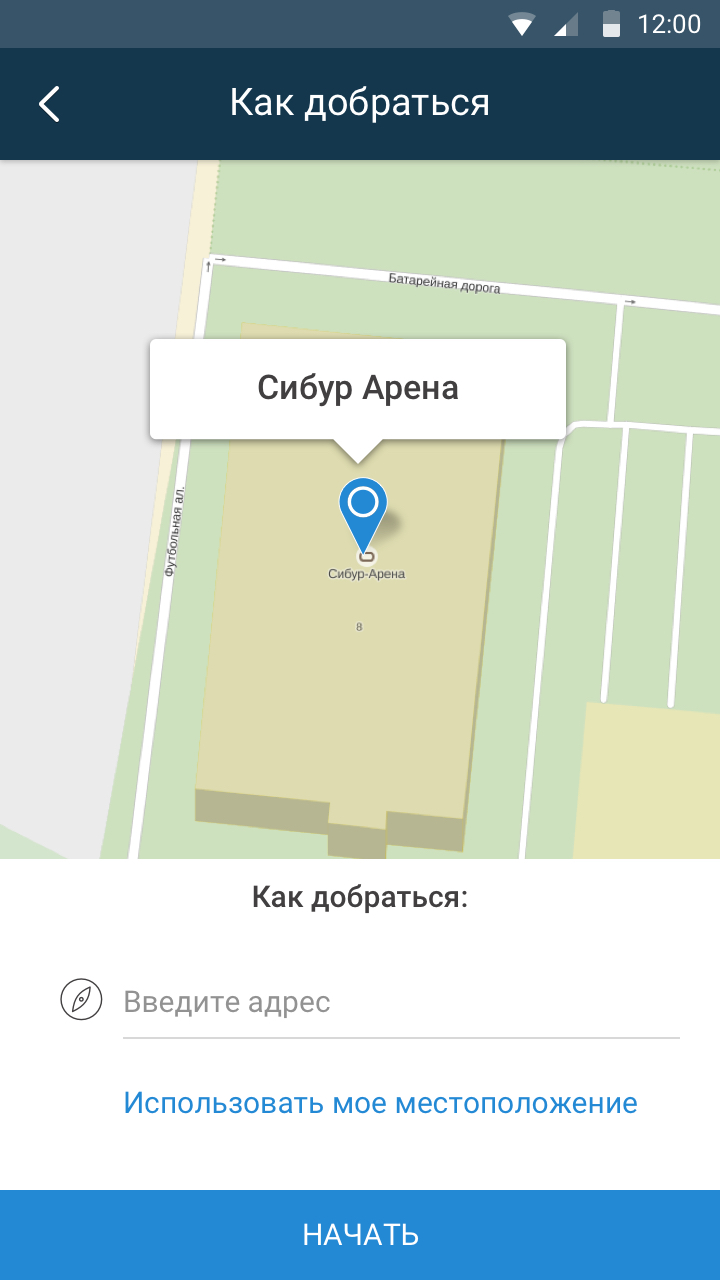 12:00
Как добраться
Батарейная дорога
Сибур Арена
Футбольная ал.
Сибур-Арена
8
Как добраться:
Введите адрес
Использовать мое местоположение
НАЧАТЬ